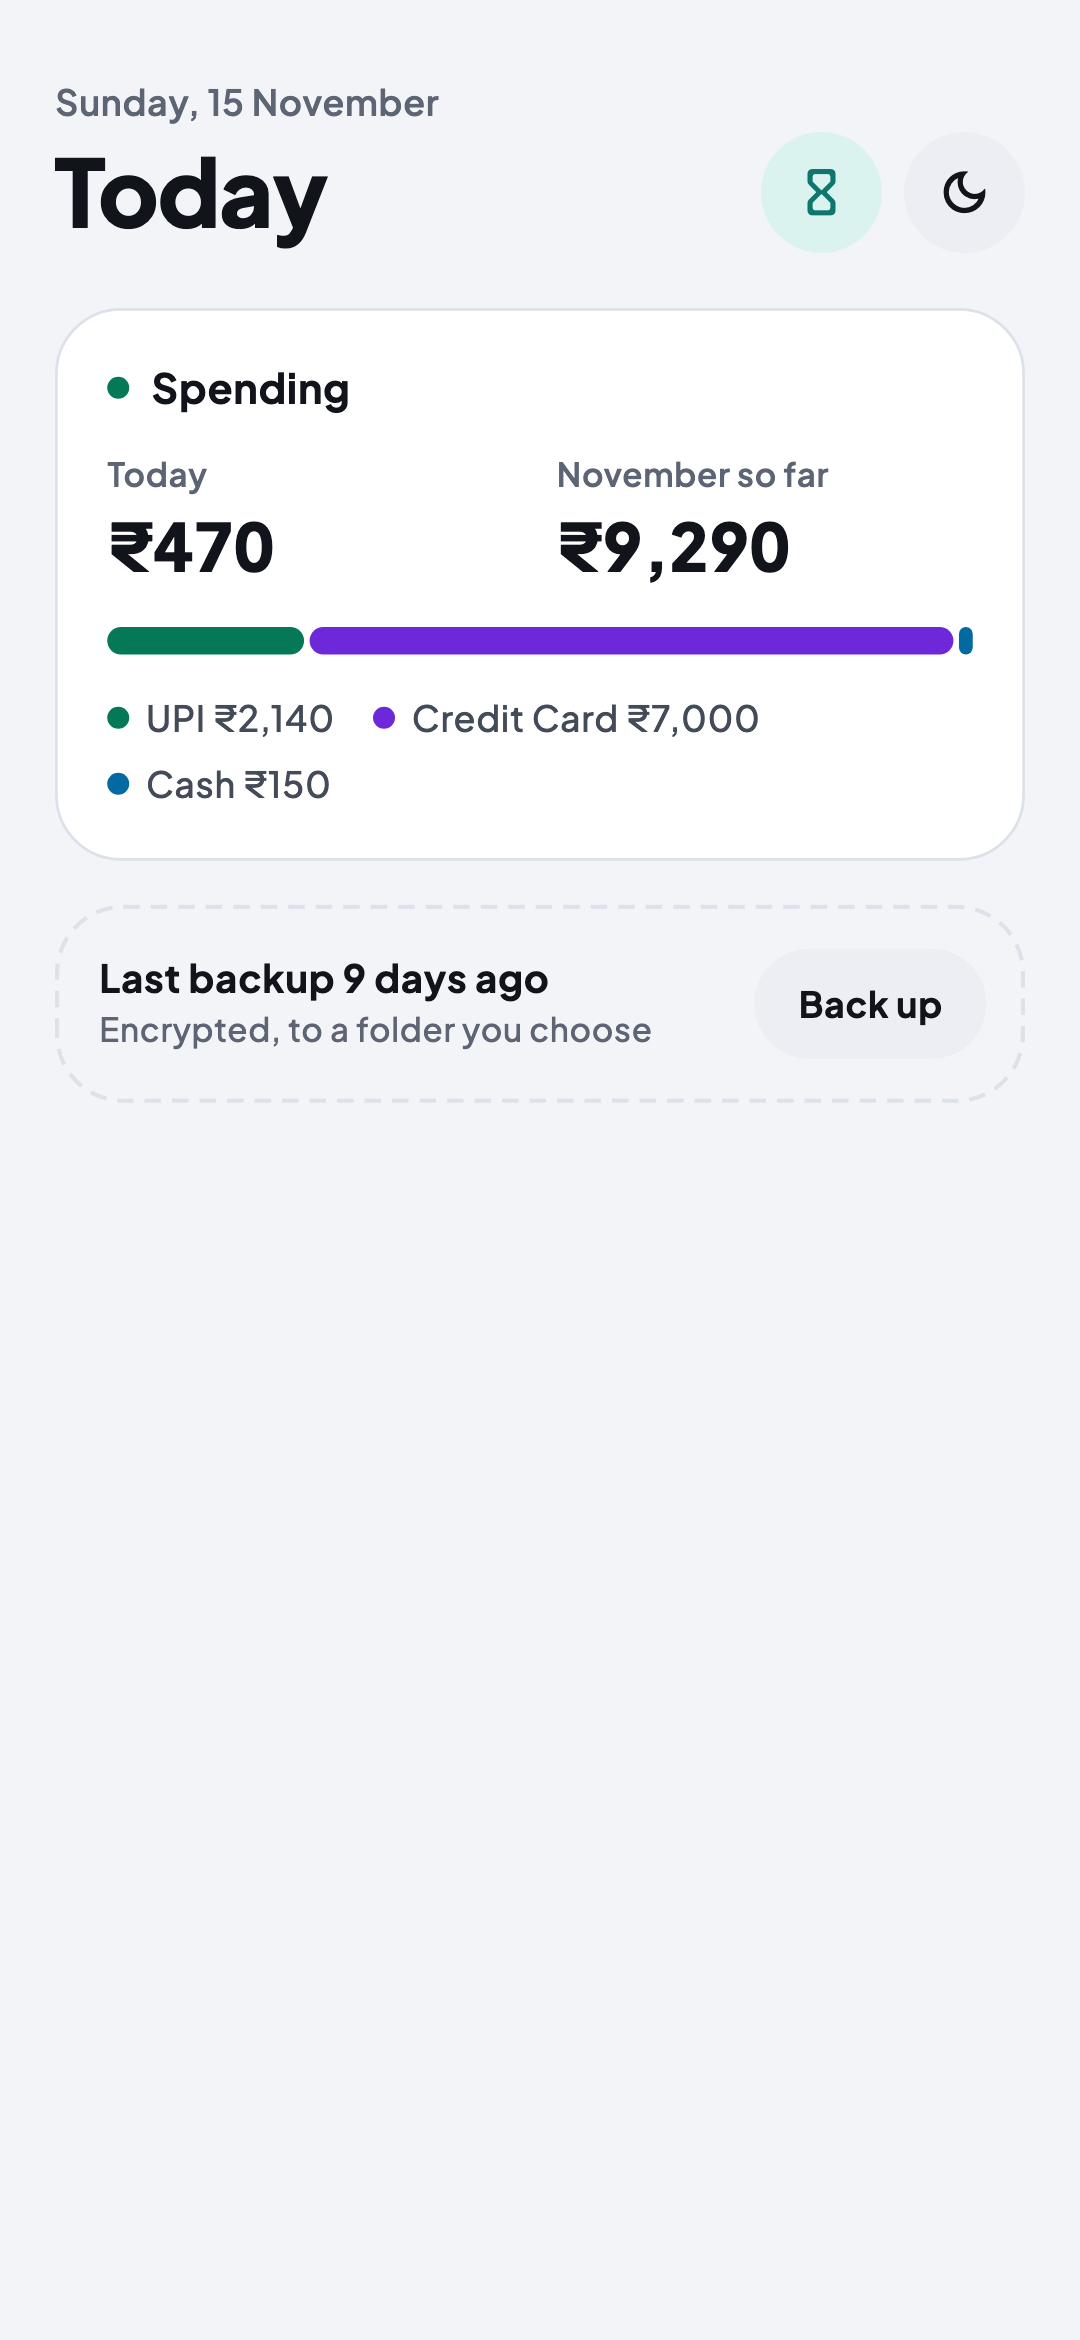 Sunday, 15 November
Today
Spending
Today
November so far
₹470
₹9,290
UPI ₹2,140
Credit Card ₹7,000
Cash ₹150
Last backup 9 days ago
Encrypted, to a folder you choose
Back up